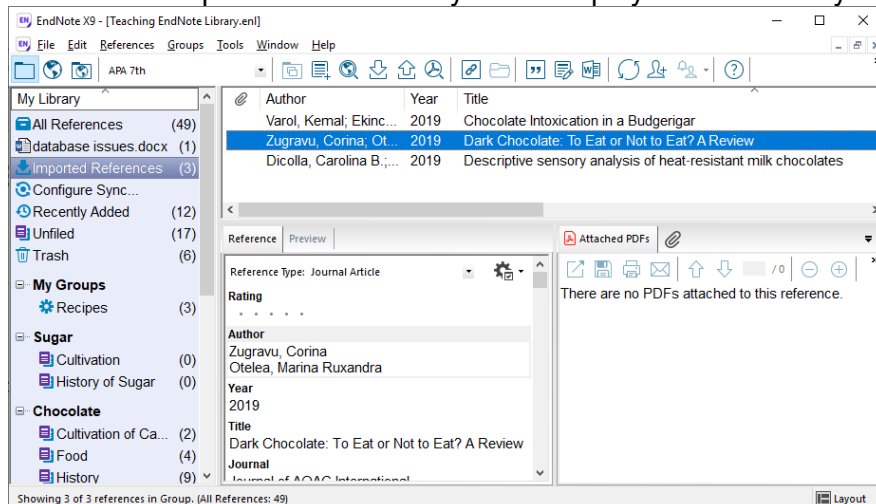 EndNote X9 - [Teaching EndNote Library.enl]
File Edit References Groups Tools Window Help
APA 7th
My Library
All References (49)
database issues.docx (1)
Imported References (3)
Configure Sync...
Recently Added (12)
Unfiled (17)
Trash (6)
My Groups
Recipes (3)
Sugar
Cultivation (0)
History of Sugar (0)
Chocolate
Cultivation of Ca... (2)
Food (4)
History (9)
Author Year Title
Varol, Kemal; Ekinc... 2019 Chocolate Intoxication in a Budgerigar
Zugravu, Corina; Ot... 2019 Dark Chocolate: To Eat or Not to Eat? A Review
Dicolla, Carolina B.;... 2019 Descriptive sensory analysis of heat-resistant milk chocolates
Reference Preview
Reference Type: Journal Article
Rating
Author
Zugravu, Corina
Otelea, Marina Ruxandra
Year
2019
Title
Dark Chocolate: To Eat or Not to Eat? A Review
Journal
Journal of AOAC International
Attached PDFs
/ 0
There are no PDFs attached to this reference.
Showing 3 of 3 references in Group. (All References: 49)
Layout